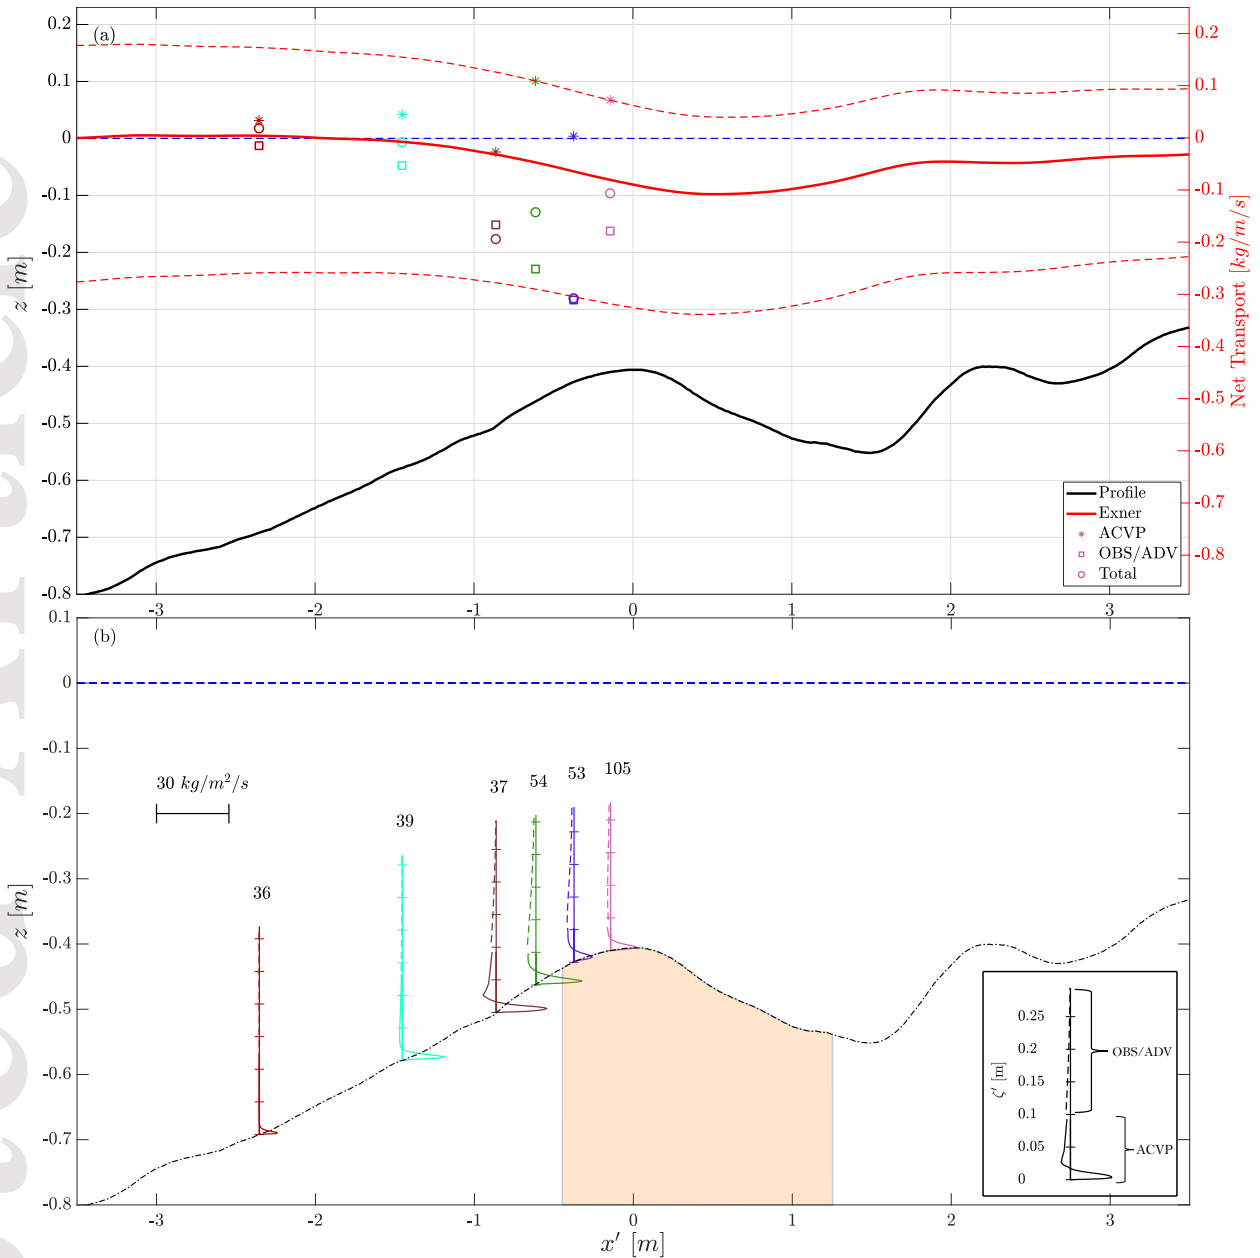 (a)
0.2
0.1
0
-0.1
-0.2
-0.3
-0.4
-0.5
-0.6
-0.7
-0.8
z [m]
0.2
0.1
0
-0.1
-0.2
-0.3
-0.4
-0.5
-0.6
-0.7
-0.8
Net Transport [kg/m/s]
Profile
Exner
ACVP
OBS/ADV
Total
-3 -2 -1 0 1 2 3
(b)
0.1
0
-0.1
-0.2
-0.3
-0.4
-0.5
-0.6
-0.7
-0.8
z [m]
30 kg/m²/s
36
39
37
54
53
105
0.25
0.2
0.15
0.1
0.05
0
ζ' [m]
OBS/ADV
ACVP
-3 -2 -1 0 1 2 3
x' [m]